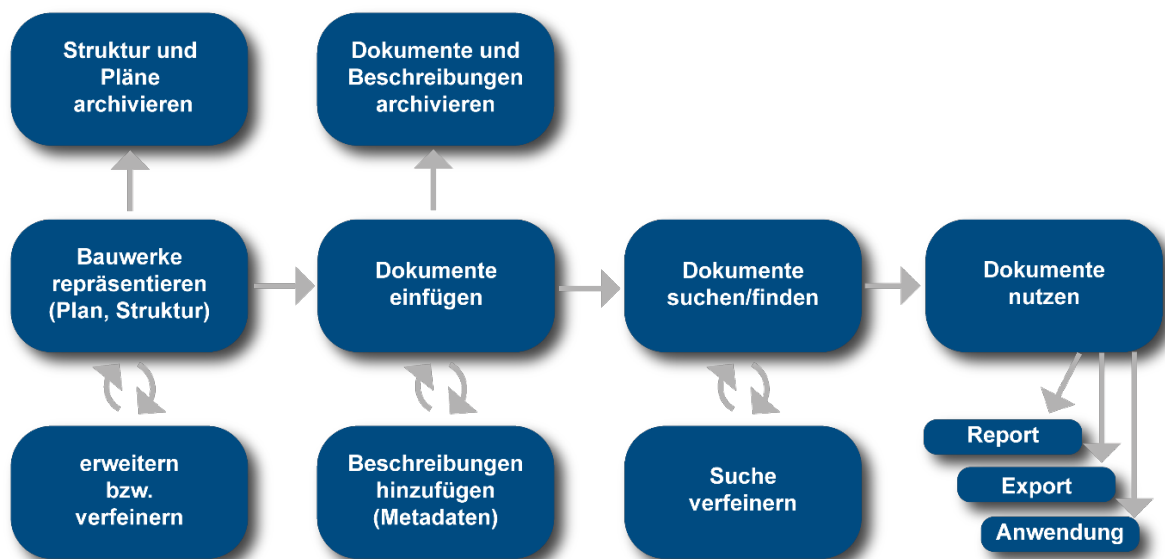 Struktur und
Pläne
archivieren
Dokumente und
Beschreibungen
archivieren
Bauwerke
repräsentieren
(Plan, Struktur)
Dokumente
einfügen
Dokumente
suchen/finden
Dokumente
nutzen
erweitern
bzw.
verfeinern
Beschreibungen
hinzufügen
(Metadaten)
Suche
verfeinern
Report
Export
Anwendung